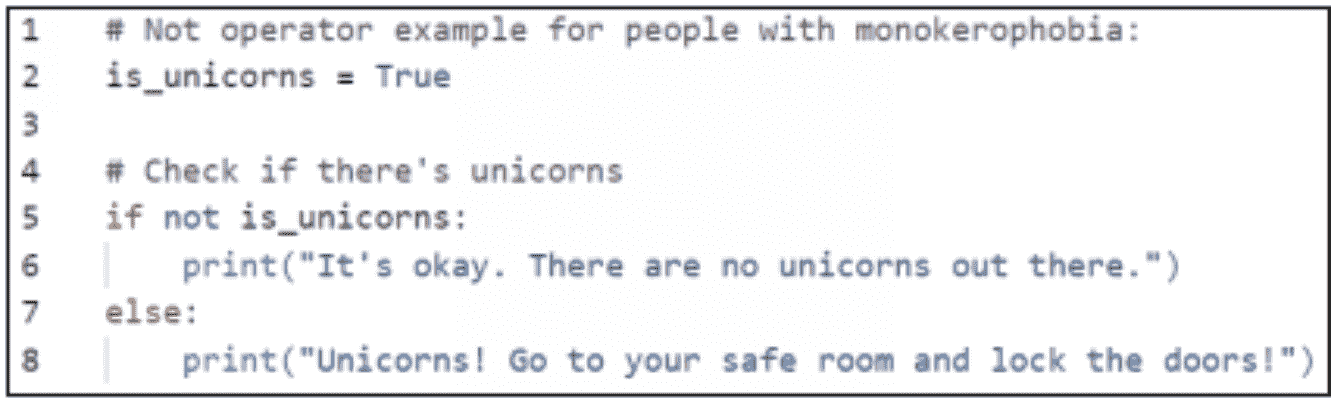 1 # Not operator example for people with monokerophobia:
2 is_unicorns = True
3
4 # Check if there's unicorns
5 if not is_unicorns:
6     print("It's okay. There are no unicorns out there.")
7 else:
8     print("Unicorns! Go to your safe room and lock the doors!")